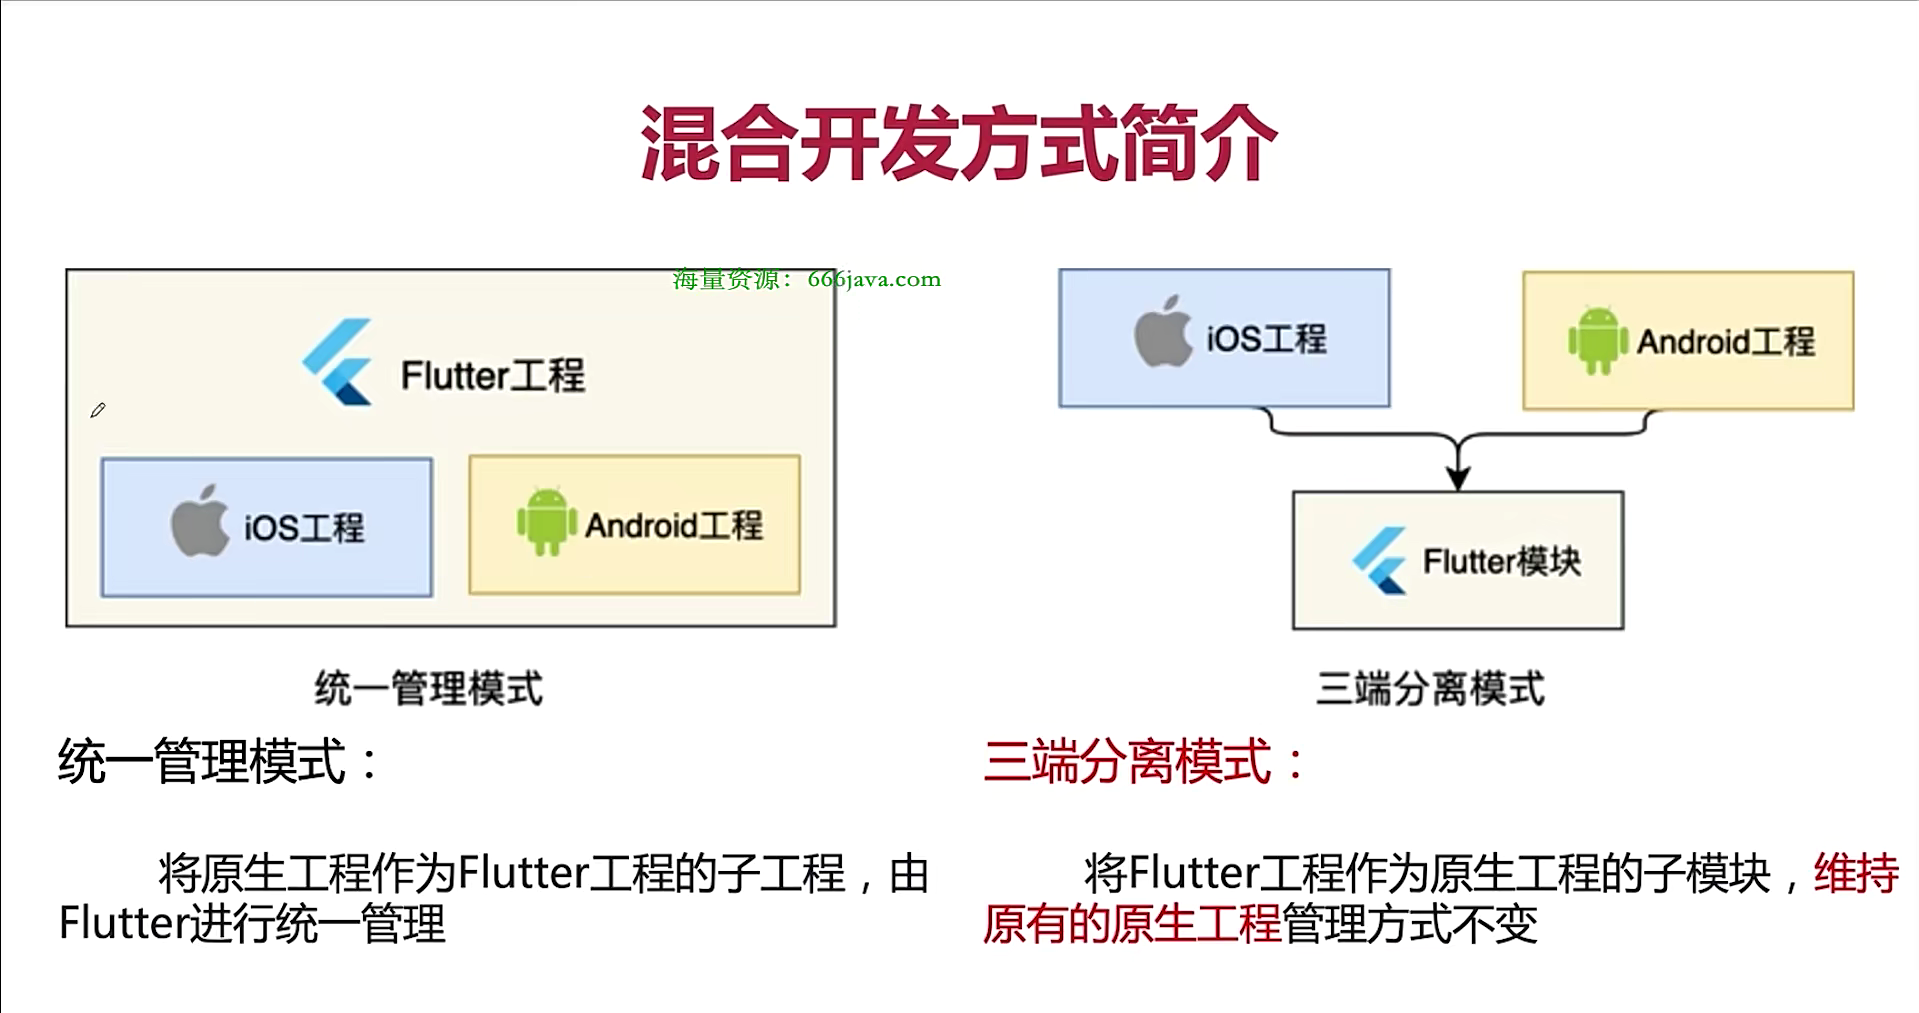 混合开发方式简介
海量资源：666java.com
Flutter工程
iOS工程
Android工程
统一管理模式
iOS工程
Android工程
Flutter模块
三端分离模式
统一管理模式：
将原生工程作为Flutter工程的子工程，由
Flutter进行统一管理
三端分离模式：
将Flutter工程作为原生工程的子模块，维持
原有的原生工程管理方式不变